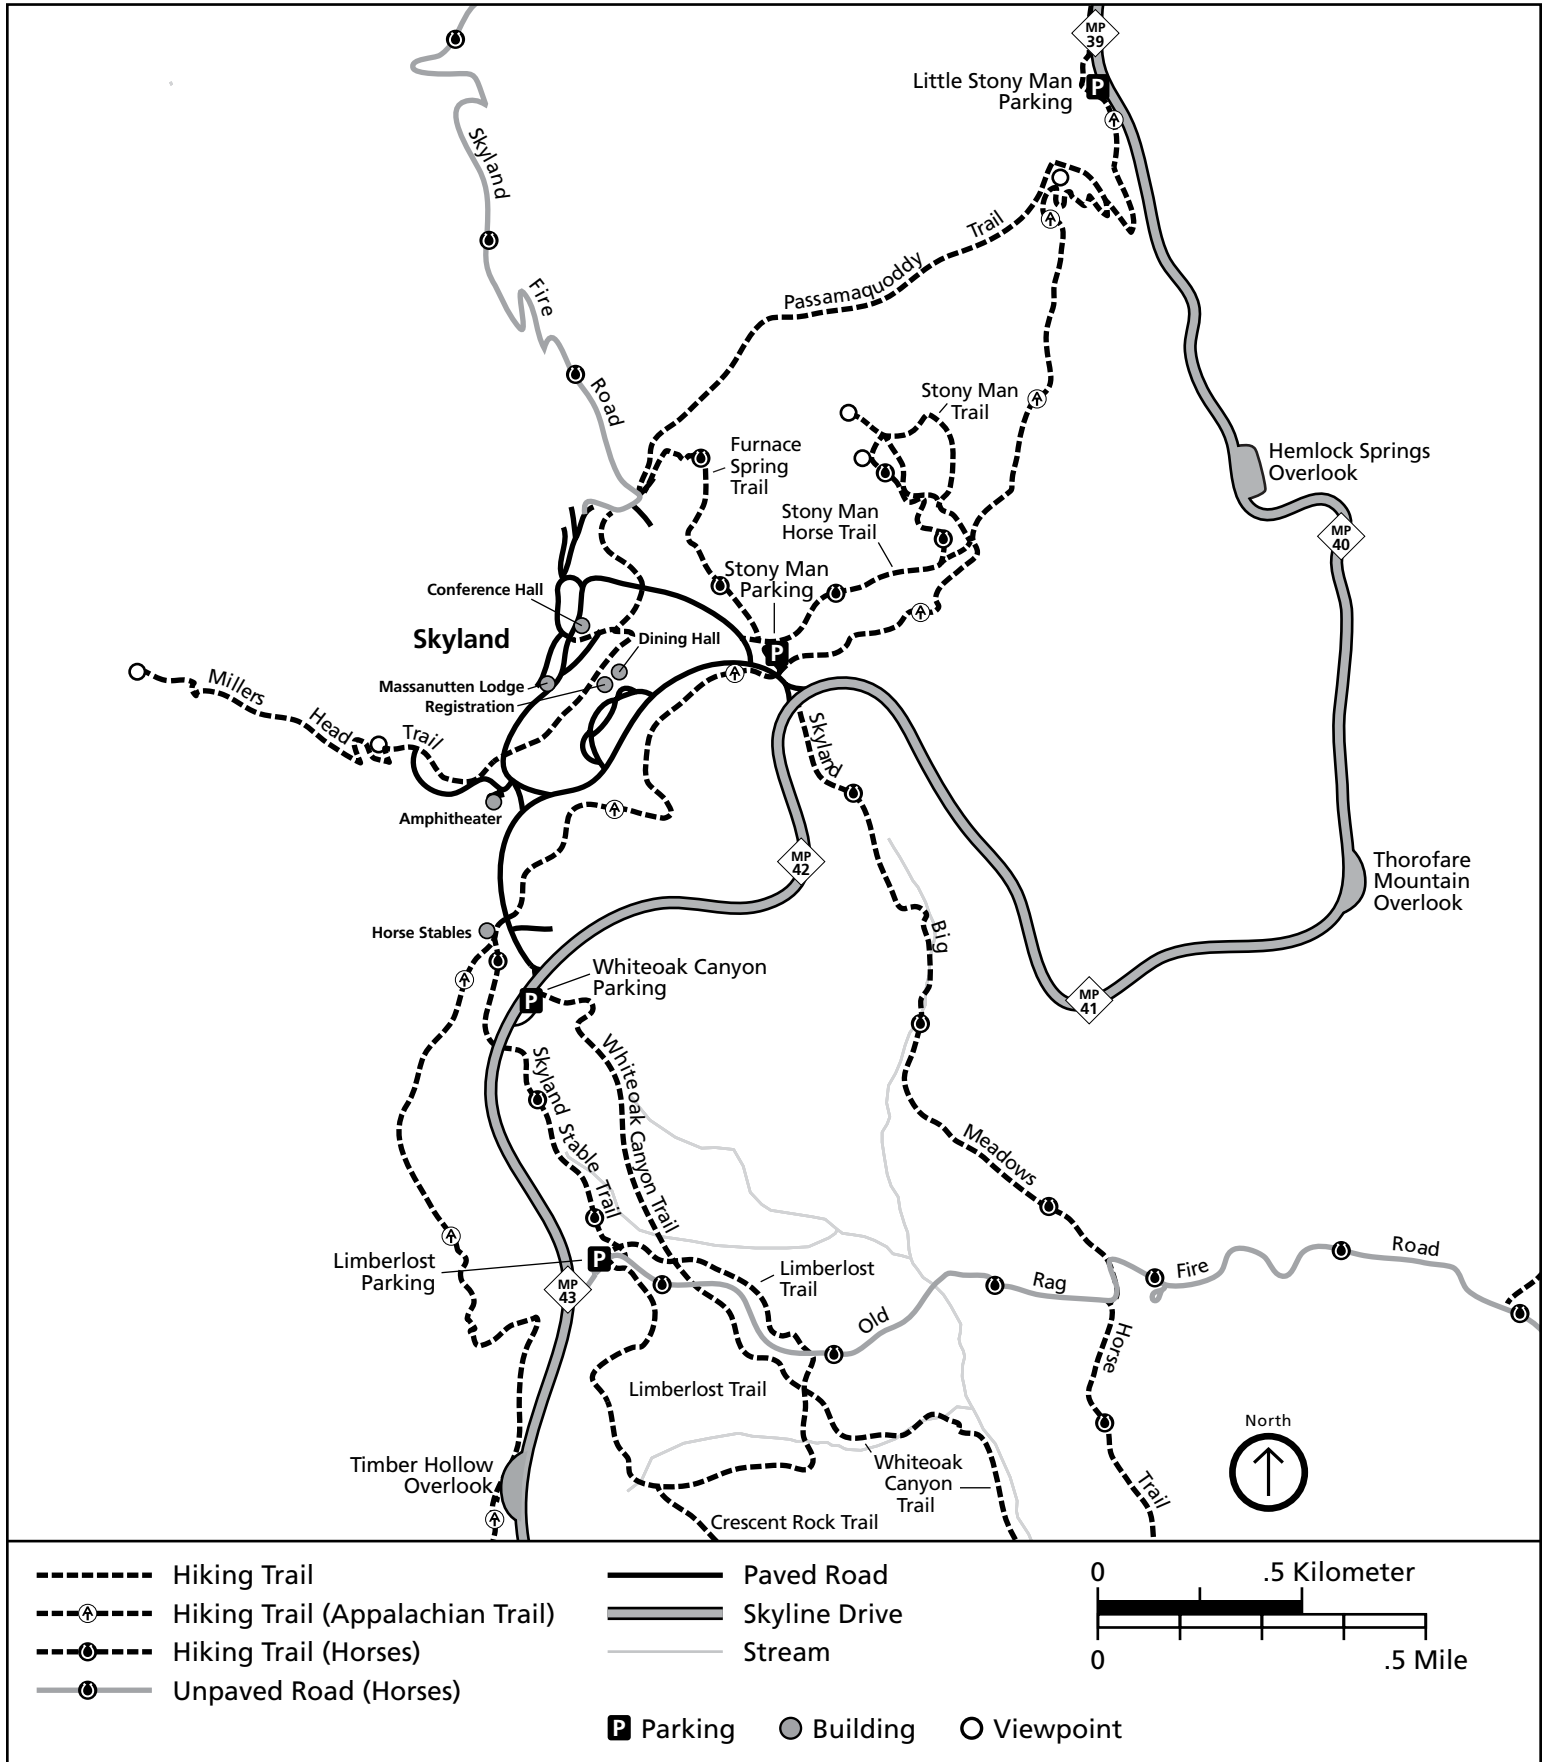 MP
39
Little Stony Man
Parking
P
Skyland
Fire
Road
Passamaquoddy
Trail
Stony Man
Trail
Furnace
Spring
Trail
Hemlock Springs
Overlook
Stony Man
Horse Trail
MP
40
Stony Man
Parking
P
Conference Hall
Skyland
Dining Hall
Massanutten Lodge
Registration
Millers
Head
Trail
Amphitheater
Skyland
Big
Meadows
Horse
Trail
MP
42
Thorofare
Mountain
Overlook
Horse Stables
Whiteoak Canyon
Parking
P
MP
41
Whiteoak Canyon Trail
Skyland Stable Trail
Limberlost
Parking
P
MP
43
Limberlost
Trail
Old
Rag
Fire
Road
Limberlost Trail
Timber Hollow
Overlook
Whiteoak
Canyon
Trail
Crescent Rock Trail
North
Hiking Trail
Hiking Trail (Appalachian Trail)
Hiking Trail (Horses)
Unpaved Road (Horses)
Paved Road
Skyline Drive
Stream
P Parking
Building
Viewpoint
0 .5 Kilometer
0 .5 Mile